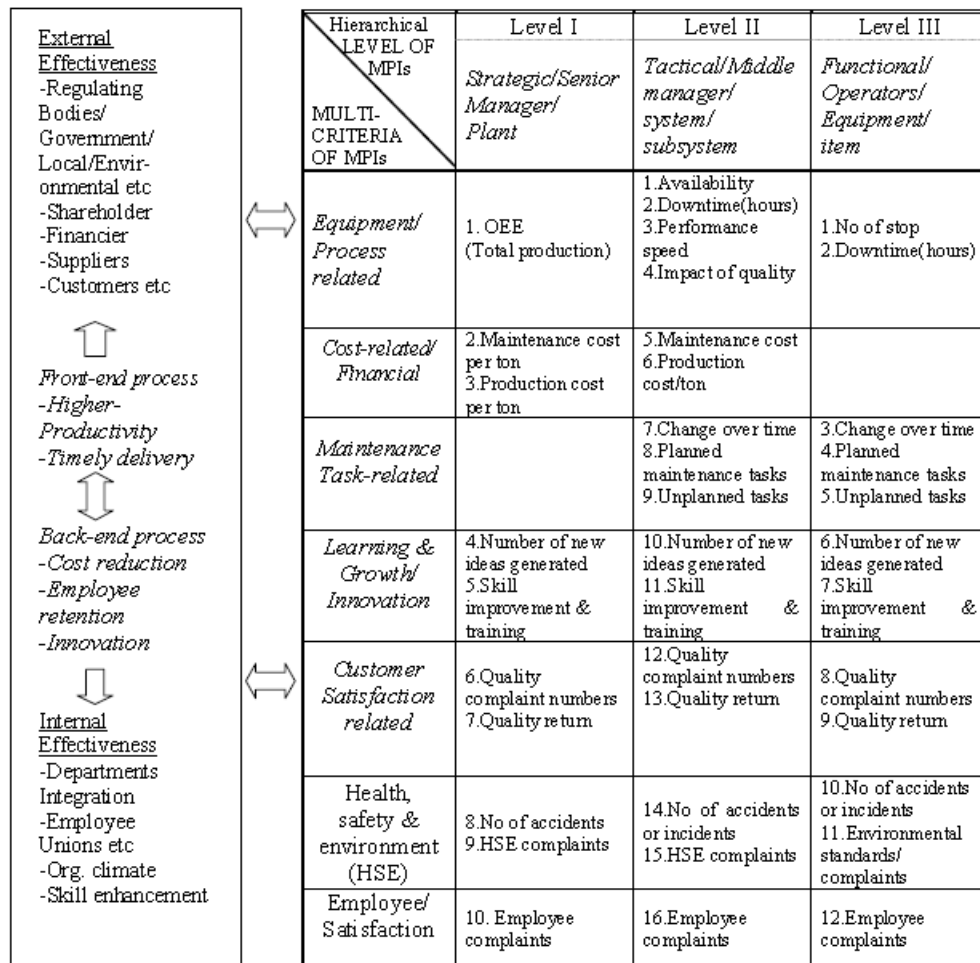 External
Effectiveness
-Regulating
Bodies/
Government/
Local/Envir-
onmental etc
-Shareholder
-Financier
-Suppliers
-Customers etc
Front-end process
-Higher-
Productivity
-Timely delivery
Back-end process
-Cost reduction
-Employee
retention
-Innovation
Internal
Effectiveness
-Departments
Integration
-Employee
Unions etc
-Org. climate
-Skill enhancement
Hierarchical
LEVEL OF
MPIs
MULTI-
CRITERIA
OF MPIs
Level I
Level II
Level III
Strategic/Senior
Manager/
Plant
Tactical/Middle
manager/
system/
subsystem
Functional/
Operators/
Equipment/
item
Equipment/
Process
related
1. OEE
(Total production)
1.Availability
2.Downtime(hours)
3.Performance
speed
4.Impact of quality
1.No of stop
2.Downtime(hours)
Cost-related/
Financial
2.Maintenance cost
per ton
3.Production cost
per ton
5.Maintenance cost
6.Production
cost/ton
Maintenance
Task-related
7.Change over time
8.Planned
maintenance tasks
9.Unplanned tasks
3.Change over time
4.Planned
maintenance tasks
5.Unplanned tasks
Learning &
Growth/
Innovation
4.Number of new
ideas generated
5.Skill
improvement &
training
10.Number of new
ideas generated
11.Skill
improvement &
training
6.Number of new
ideas generated
7.Skill
improvement &
training
Customer
Satisfaction
related
6.Quality
complaint numbers
7.Quality return
12.Quality
complaint numbers
13.Quality return
8.Quality
complaint numbers
9.Quality return
Health,
safety &
environment
(HSE)
8.No of accidents
9.HSE complaints
14.No of accidents
or incidents
15.HSE complaints
10.No of accidents
or incidents
11.Environmental
standards/
complaints
Employee/
Satisfaction
10. Employee
complaints
16.Employee
complaints
12.Employee
complaints